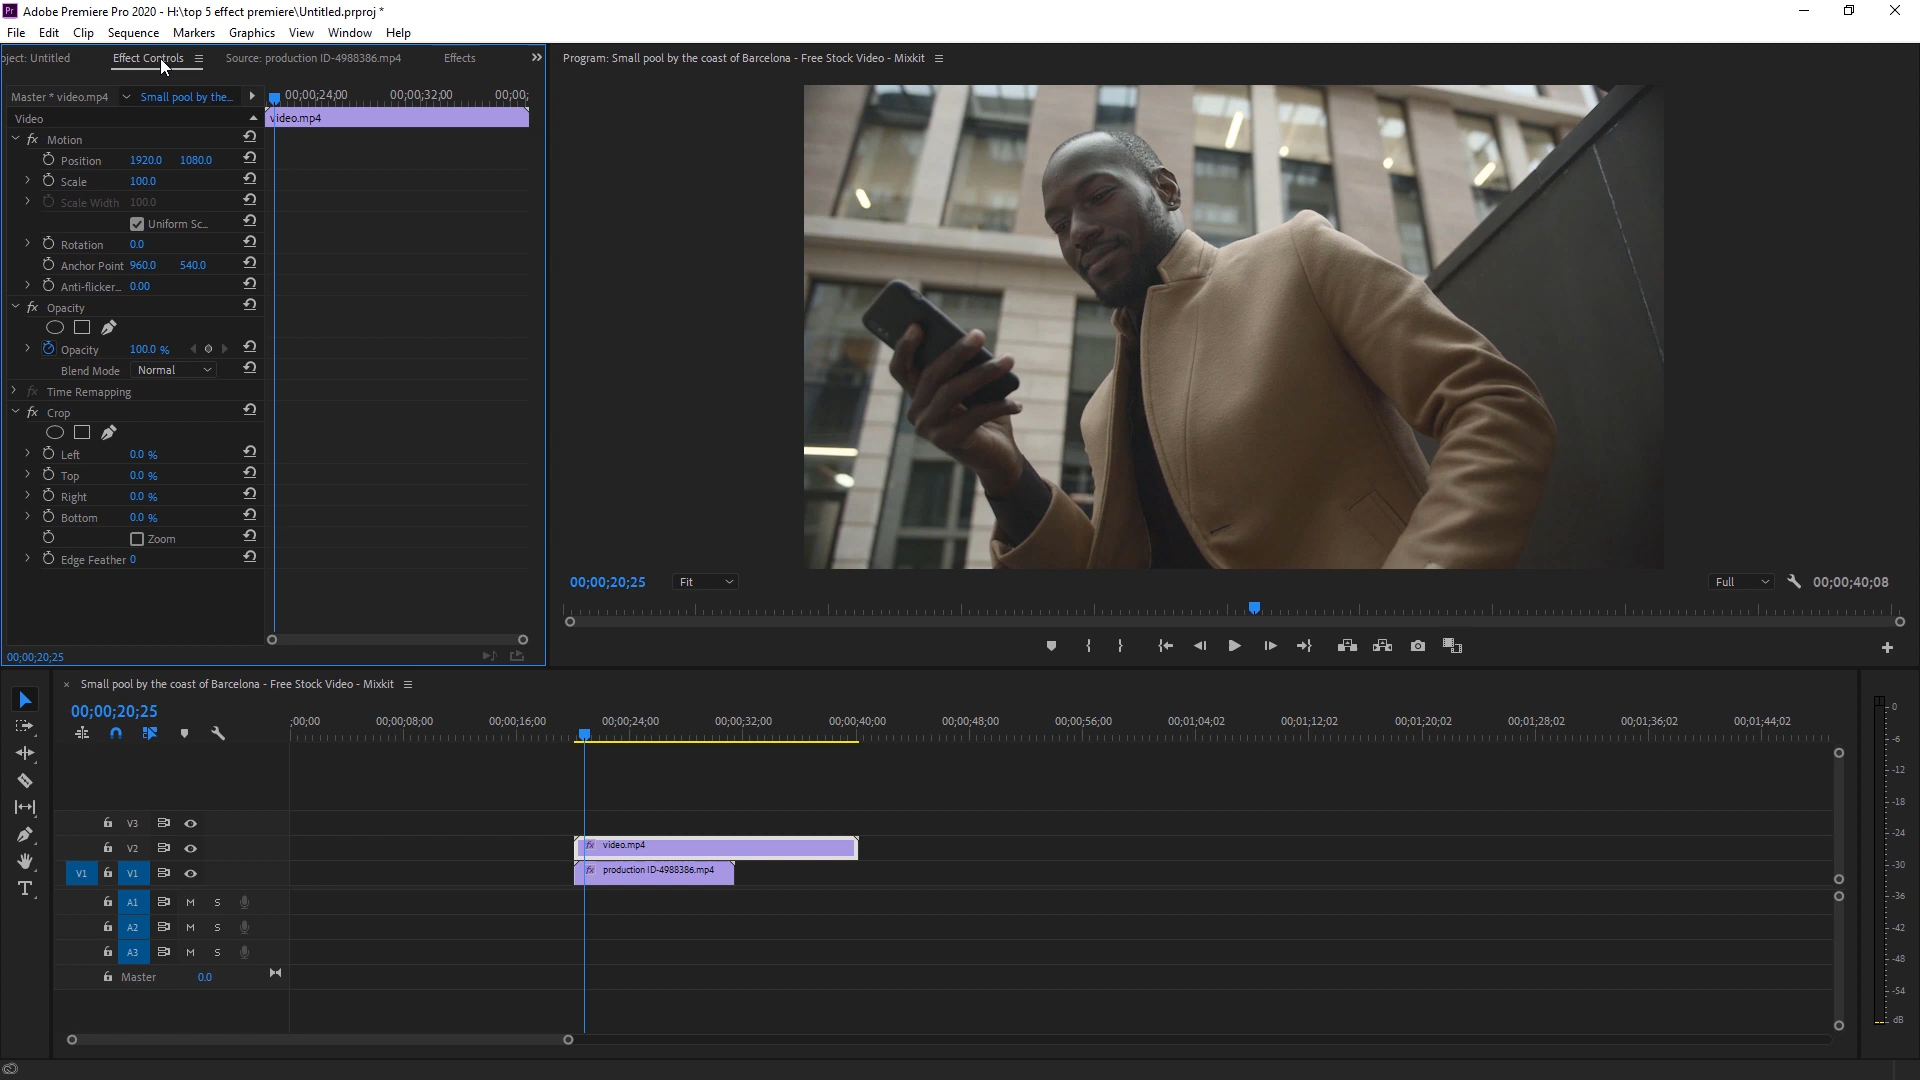 Pr Adobe Premiere Pro 2020 - H:\top 5 effect premiere\Untitled.prproj *
File Edit Clip Sequence Markers Graphics View Window Help
oject: Untitled Effect Controls Source: production ID-4988386.mp4 Effects
Program: Small pool by the coast of Barcelona - Free Stock Video - Mixkit
Master * video.mp4 Small pool by the... 00;00;24;00 00;00;32;00 00;00;
Video video.mp4
fx Motion
Position 1920.0 1080.0
Scale 100.0
Scale Width 100.0
Uniform Sc...
Rotation 0.0
Anchor Point 960.0 540.0
Anti-flicker... 0.00
fx Opacity
Opacity 100.0 %
Blend Mode Normal
fx Time Remapping
fx Crop
Left 0.0 %
Top 0.0 %
Right 0.0 %
Bottom 0.0 %
Zoom
Edge Feather 0
00;00;20;25
00;00;20;25 Fit Full 00;00;40;08
× Small pool by the coast of Barcelona - Free Stock Video - Mixkit
00;00;20;25
;00;00 00;00;08;00 00;00;16;00 00;00;24;00 00;00;32;00 00;00;40;00 00;00;48;00 00;00;56;00 00;01;04;02 00;01;12;02 00;01;20;02 00;01;28;02 00;01;36;02 00;01;44;02
V3
V2 fx video.mp4
V1 V1 fx production ID-4988386.mp4
A1 M S
A2 M S
A3 M S
Master 0.0
0
-6
-12
-18
-24
-30
-36
-42
-48
-54
dB